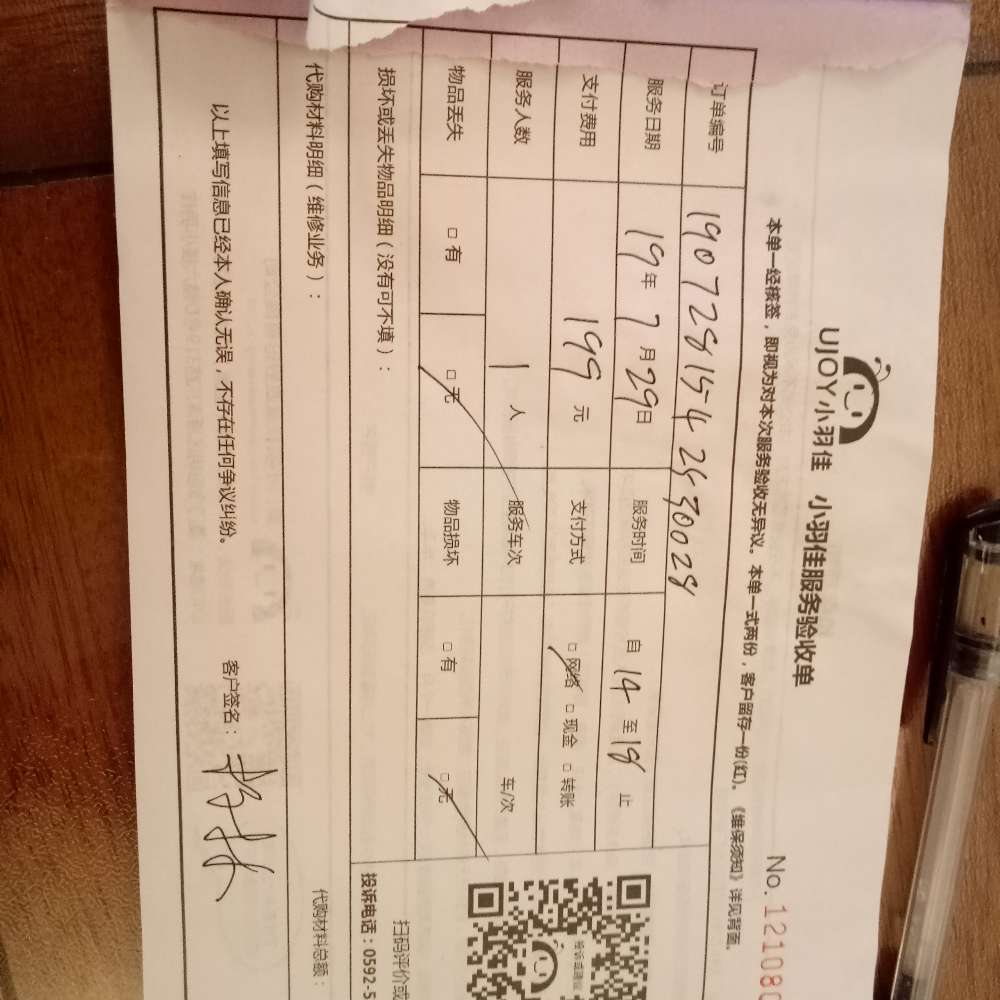 UJOY小羽佳 小羽佳服务验收单
No.12108
本单一经核签，即视为对本次服务验收无异议。本单一式两份，客户留存一份(红)。《维保须知》详见背面。
订单编号 1907281542530028
服务日期 19年7月29日 服务时间 自14至18止
支付费用 199元 支付方式 □网络 □现金 □转账
服务人数 1人 服务车次 车/次
物品丢失 □有 □无 物品损坏 □有 □无
损坏或丢失物品明细（没有可不填）：
扫码评价或
投诉电话：0592-5
代购材料明细（维修业务）：
代购材料总额：
以上填写信息已经本人确认无误，不存在任何争议纠纷。 客户签名：